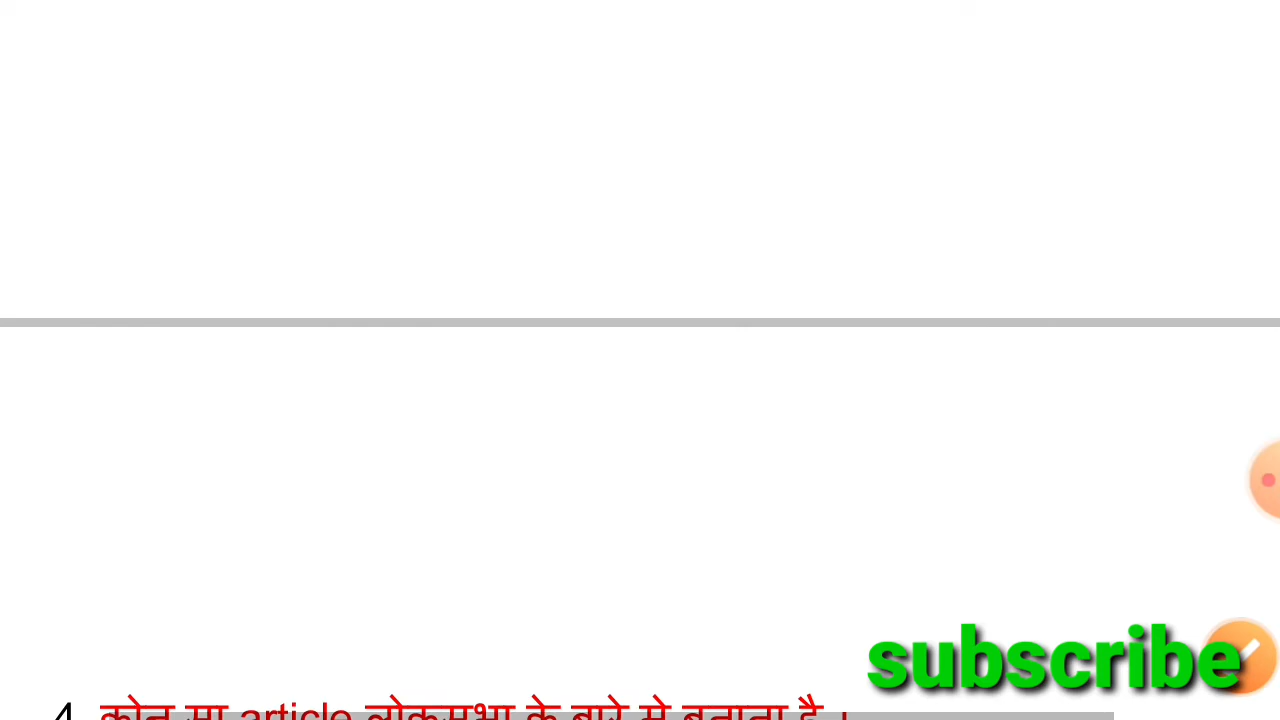 subscribe
4. कोन सा article लोकसभा के बारे मे बताता है ।